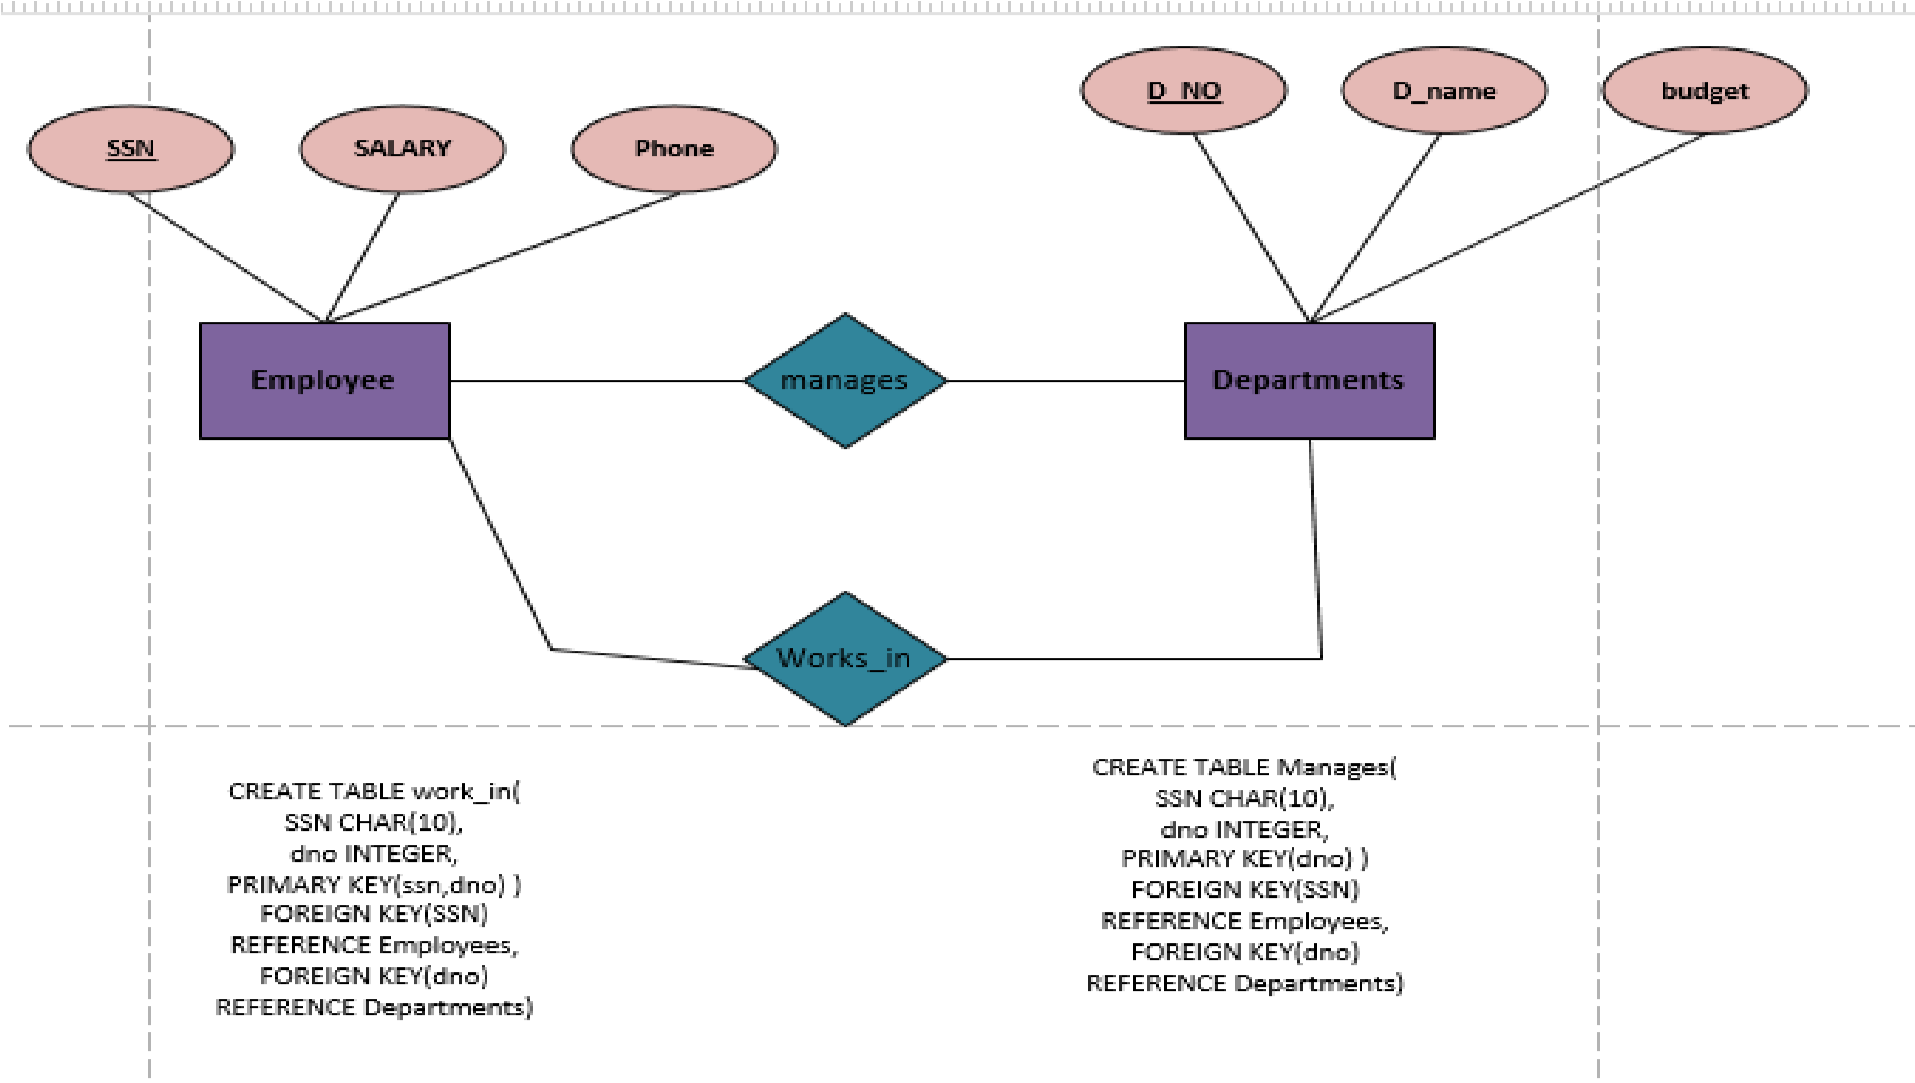 SSN
SALARY
Phone
D_NO
D_name
budget
Employee
manages
Departments
Works_in
CREATE TABLE work_in(
SSN CHAR(10),
dno INTEGER,
PRIMARY KEY(ssn,dno) )
FOREIGN KEY(SSN)
REFERENCE Employees,
FOREIGN KEY(dno)
REFERENCE Departments)
CREATE TABLE Manages(
SSN CHAR(10),
dno INTEGER,
PRIMARY KEY(dno) )
FOREIGN KEY(SSN)
REFERENCE Employees,
FOREIGN KEY(dno)
REFERENCE Departments)